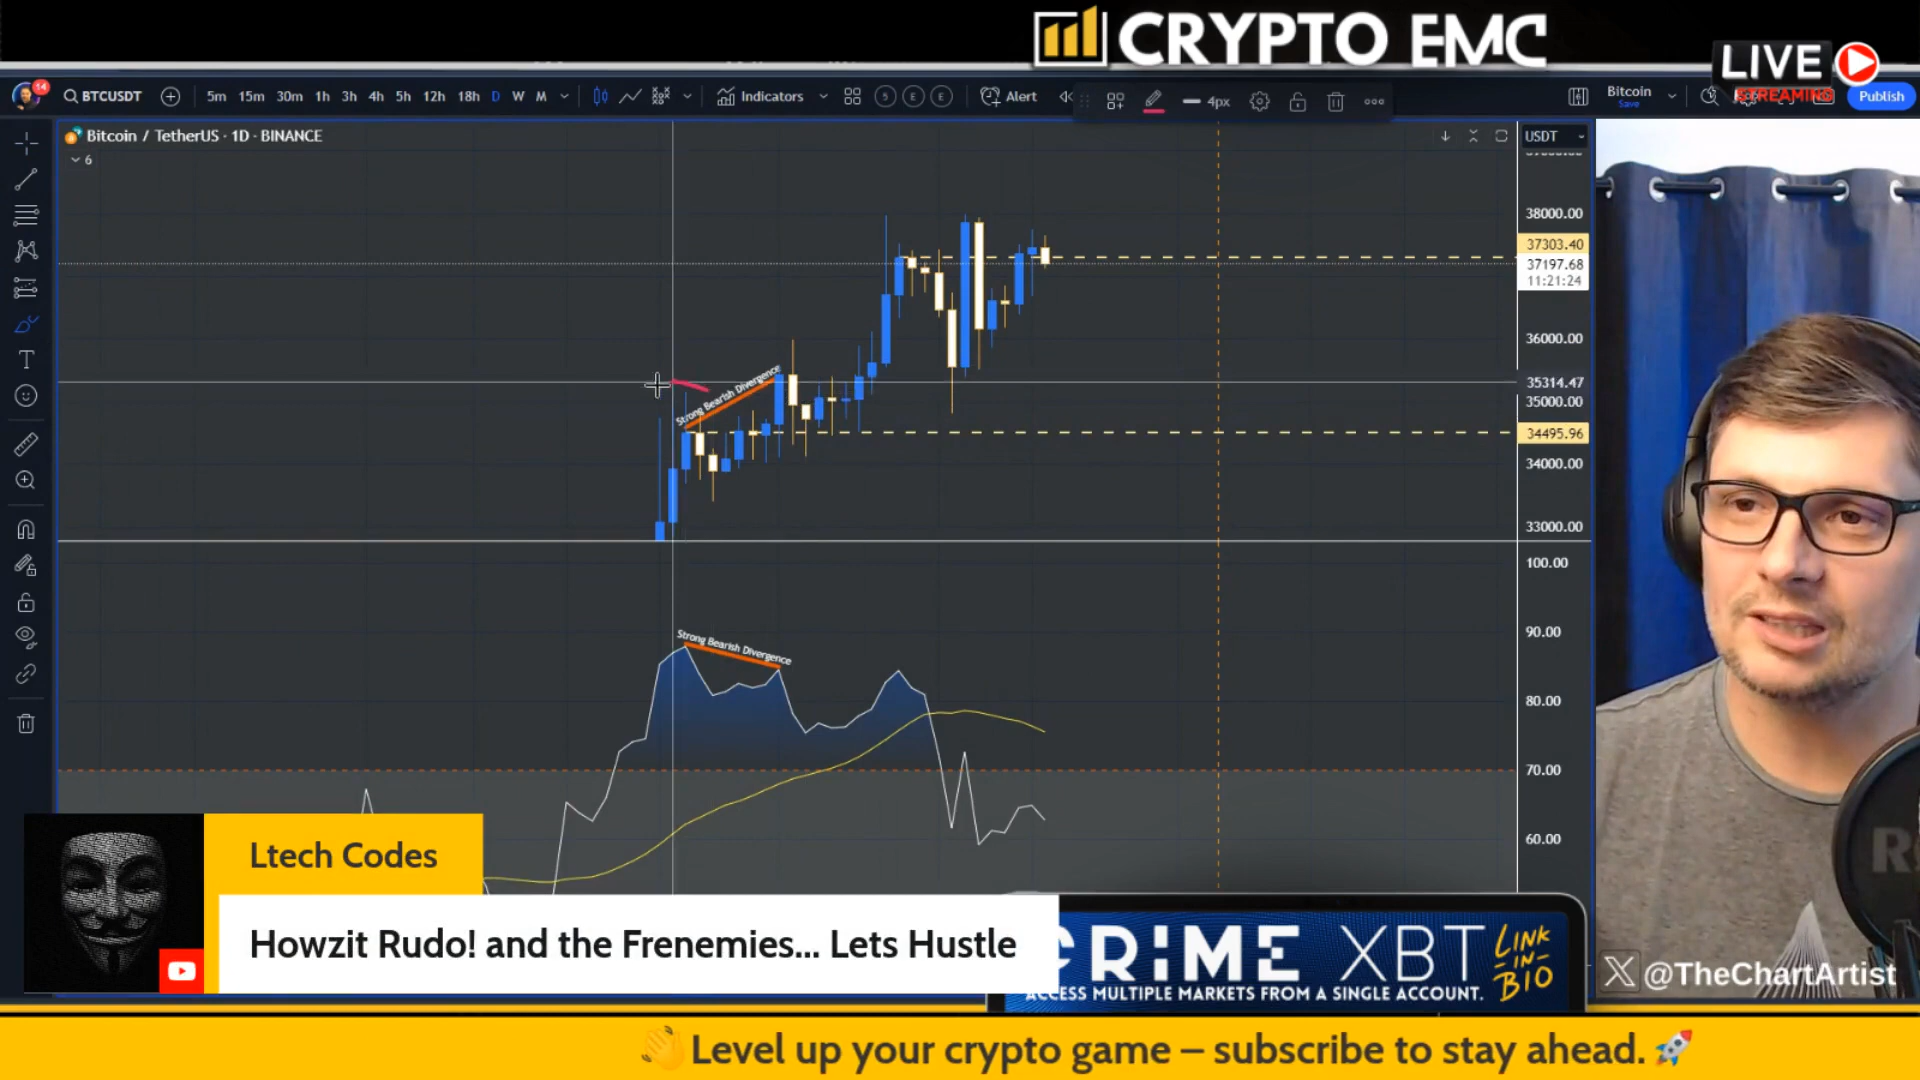 CRYPTO EMC
LIVE
STREAMING
14
BTCUSDT
5m 15m 30m 1h 3h 4h 5h 12h 18h D W M
Indicators
S E E
Alert
4px
Bitcoin
Save
Publish
Bitcoin / TetherUS · 1D · BINANCE
6
USDT
38000.00
37303.40
37197.68
11:21:24
36000.00
35314.47
35000.00
34495.96
34000.00
33000.00
Strong Bearish Divergence
100.00
90.00
80.00
70.00
60.00
Strong Bearish Divergence
Ltech Codes
Howzit Rudo! and the Frenemies... Lets Hustle
PRIME XBT
LINK
-IN-
BIO
ACCESS MULTIPLE MARKETS FROM A SINGLE ACCOUNT.
X @TheChartArtist
👋 Level up your crypto game – subscribe to stay ahead. 🚀